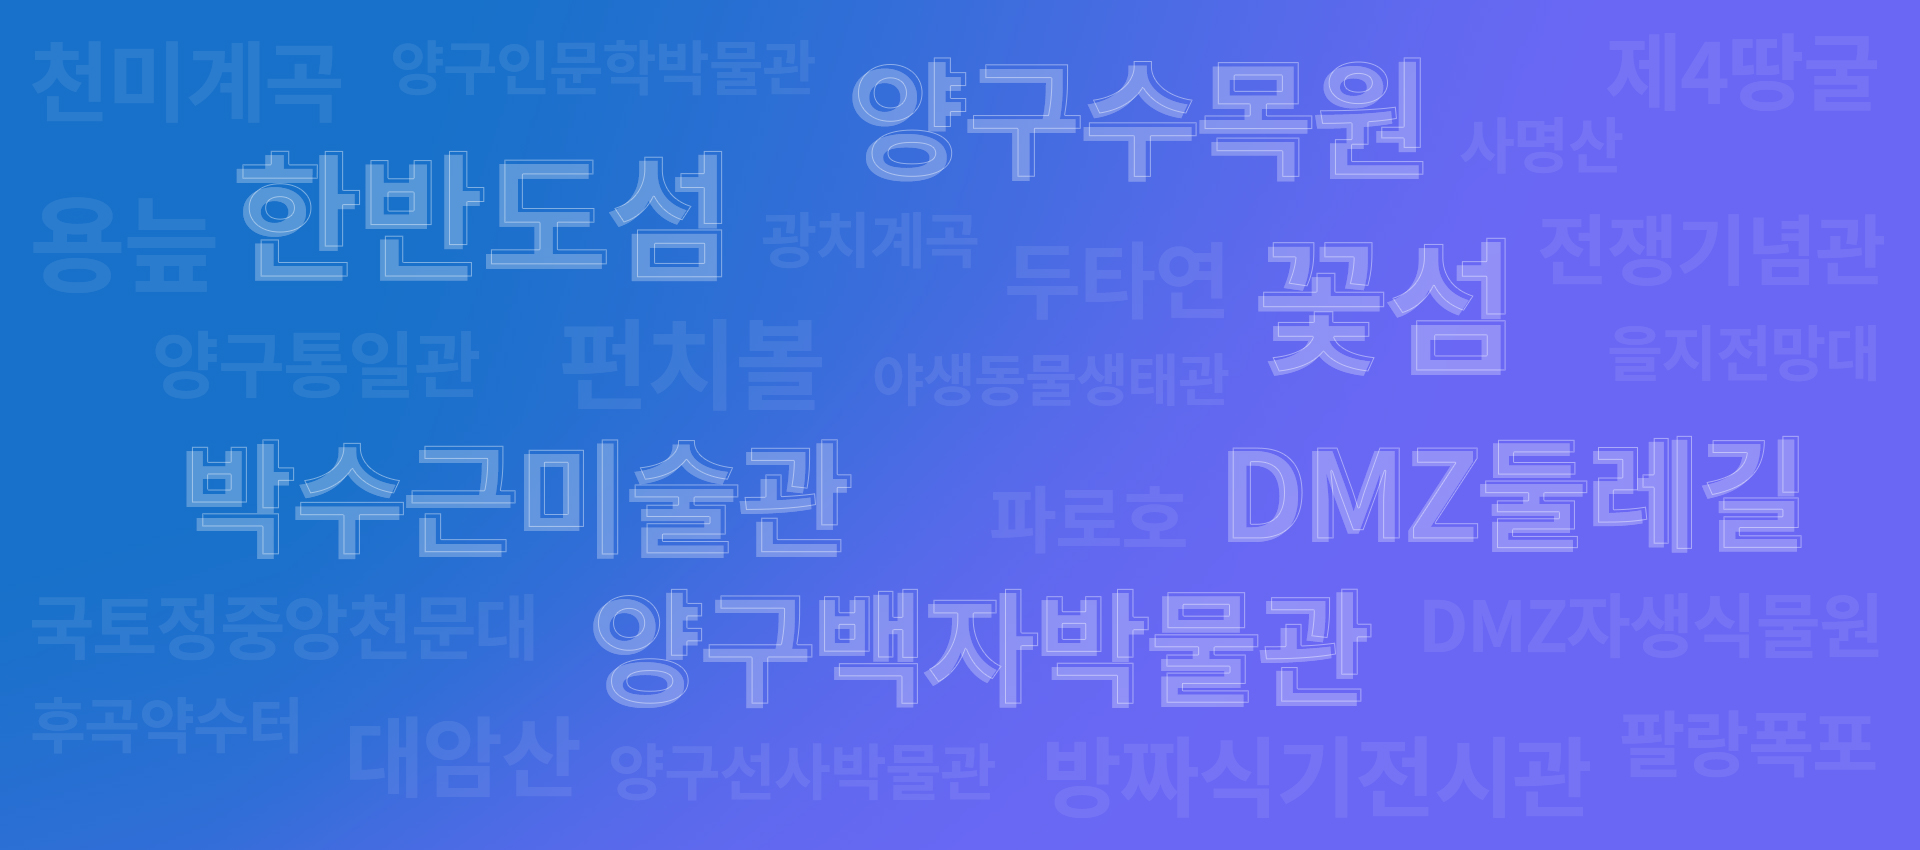 천미계곡
양구인문학박물관
양구수목원
제4땅굴
사명산
한반도섬
용늪
광치계곡
두타연
꽃섬
전쟁기념관
양구통일관
펀치볼
야생동물생태관
을지전망대
박수근미술관
파로호
DMZ둘레길
국토정중앙천문대
양구백자박물관
DMZ자생식물원
후곡약수터
대암산
양구선사박물관
방짜식기전시관
팔랑폭포